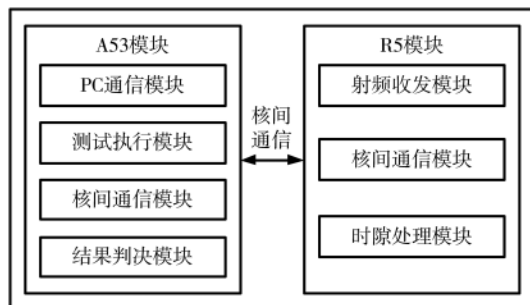 A53模块
PC通信模块
测试执行模块
核间通信模块
结果判决模块
核间
通信
R5模块
射频收发模块
核间通信模块
时隙处理模块